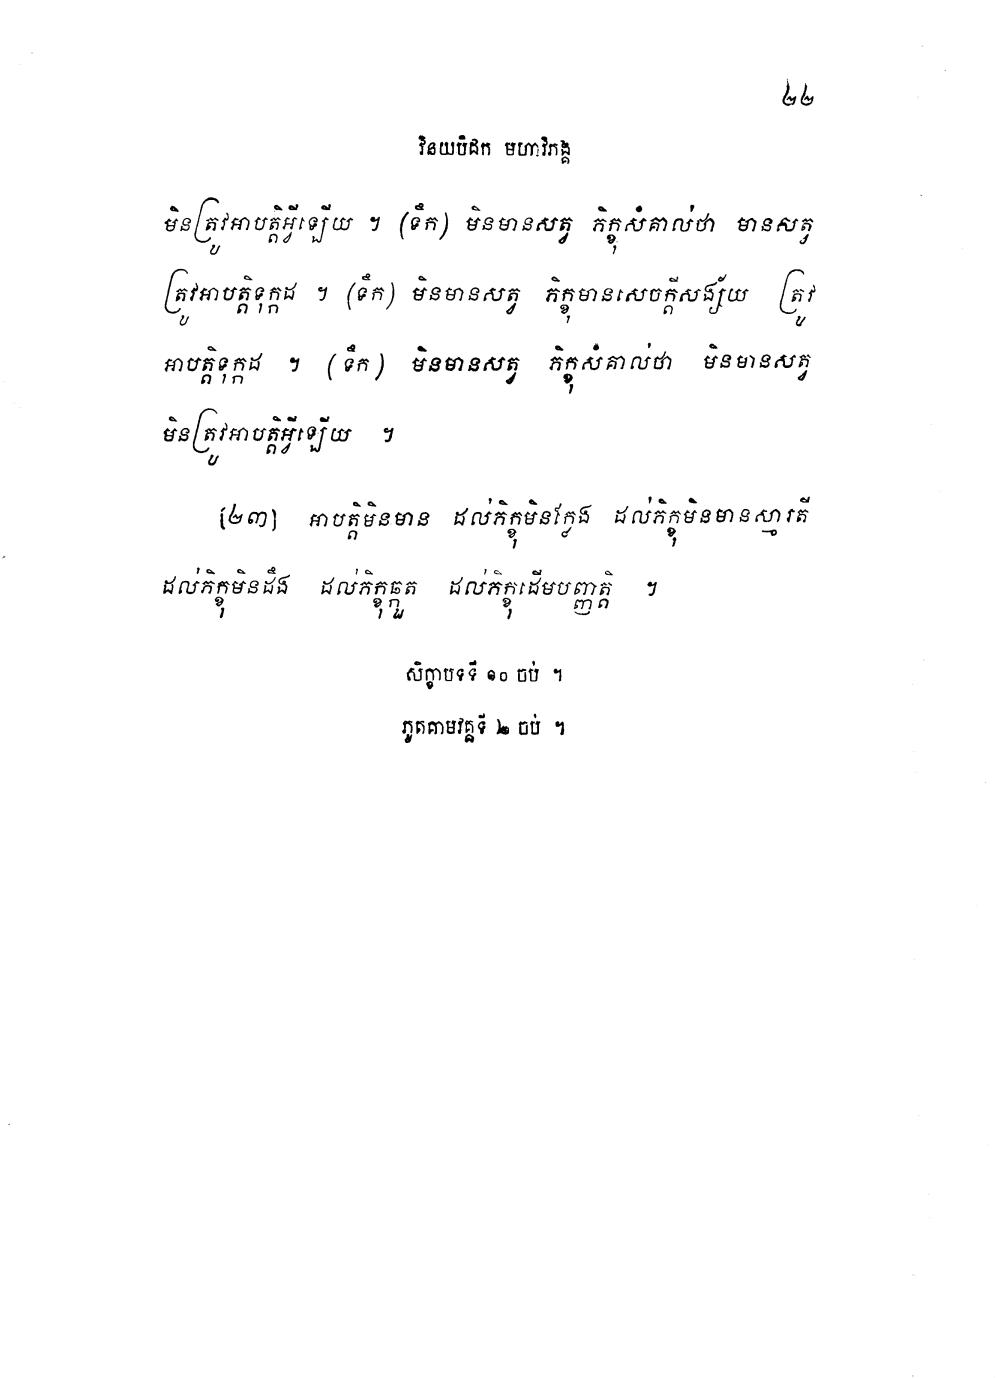 ៤៤
វិនយបិដក មហាវិភង្គ
មិនត្រូវអាបត្តិអ្វីឡើយ ។ (ទឹក) មិនមានសត្វ ភិក្ខុសំគាល់ថា មានសត្វ
ត្រូវអាបត្តិទុក្កដ ។ (ទឹក) មិនមានសត្វ ភិក្ខុមានសេចក្តីសង្ស័យ ត្រូវ
អាបត្តិទុក្កដ ។ (ទឹក) មិនមានសត្វ ភិក្ខុសំគាល់ថា មិនមានសត្វ
មិនត្រូវអាបត្តិអ្វីឡើយ ។
[៤៣] អាបត្តិមិនមាន ដល់ភិក្ខុមិនក្លែង ដល់ភិក្ខុមិនមានស្មារតី
ដល់ភិក្ខុមិនដឹង ដល់ភិក្ខុឆ្កួត ដល់ភិក្ខុដើមបញ្ញត្តិ ។
សិក្ខាបទទី ១០ ចប់ ។
ភូតគាមវគ្គទី ២ ចប់ ។